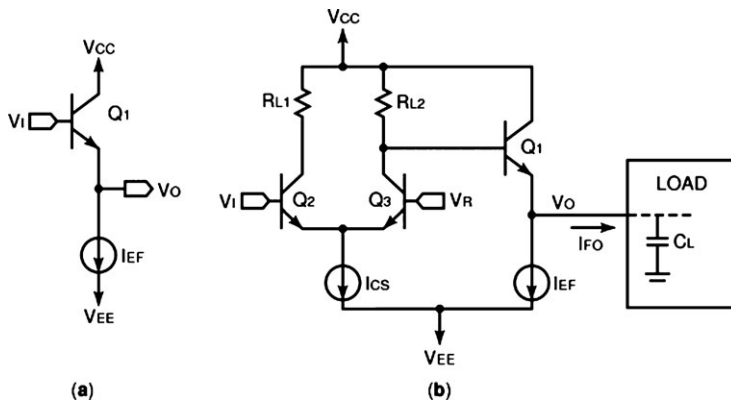 VCC
VI
Q1
VO
IEF
VEE
(a)
VCC
RL1
RL2
Q1
VI
Q2
Q3
VR
VO
IFO
LOAD
CL
ICS
IEF
VEE
(b)